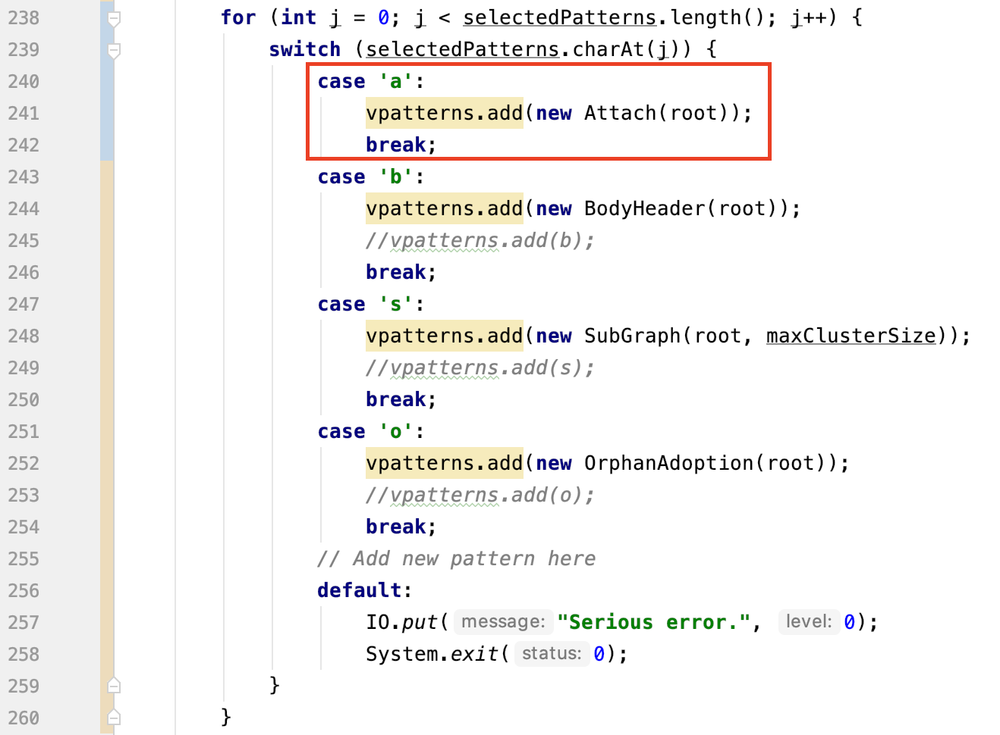 238 for (int j = 0; j < selectedPatterns.length(); j++) {
239 switch (selectedPatterns.charAt(j)) {
240 case 'a':
241 vpatterns.add(new Attach(root));
242 break;
243 case 'b':
244 vpatterns.add(new BodyHeader(root));
245 //vpatterns.add(b);
246 break;
247 case 's':
248 vpatterns.add(new SubGraph(root, maxClusterSize));
249 //vpatterns.add(s);
250 break;
251 case 'o':
252 vpatterns.add(new OrphanAdoption(root));
253 //vpatterns.add(o);
254 break;
255 // Add new pattern here
256 default:
257 IO.put( message: "Serious error.", level: 0);
258 System.exit( status: 0);
259 }
260 }